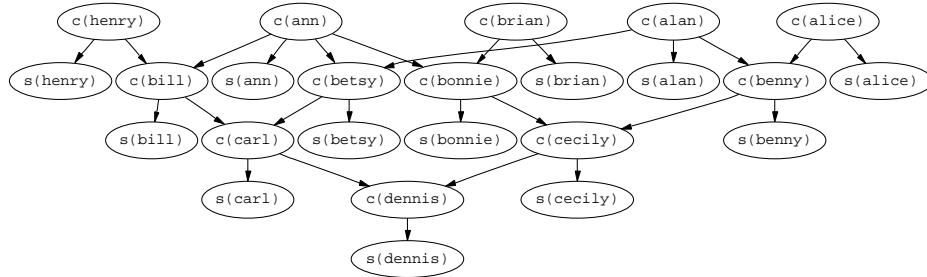 c(henry) c(ann) c(brian) c(alan) c(alice)
s(henry) c(bill) s(ann) c(betsy) c(bonnie) s(brian) s(alan) c(benny) s(alice)
s(bill) c(carl) s(betsy) s(bonnie) c(cecily) s(benny)
s(carl) c(dennis) s(cecily)
s(dennis)